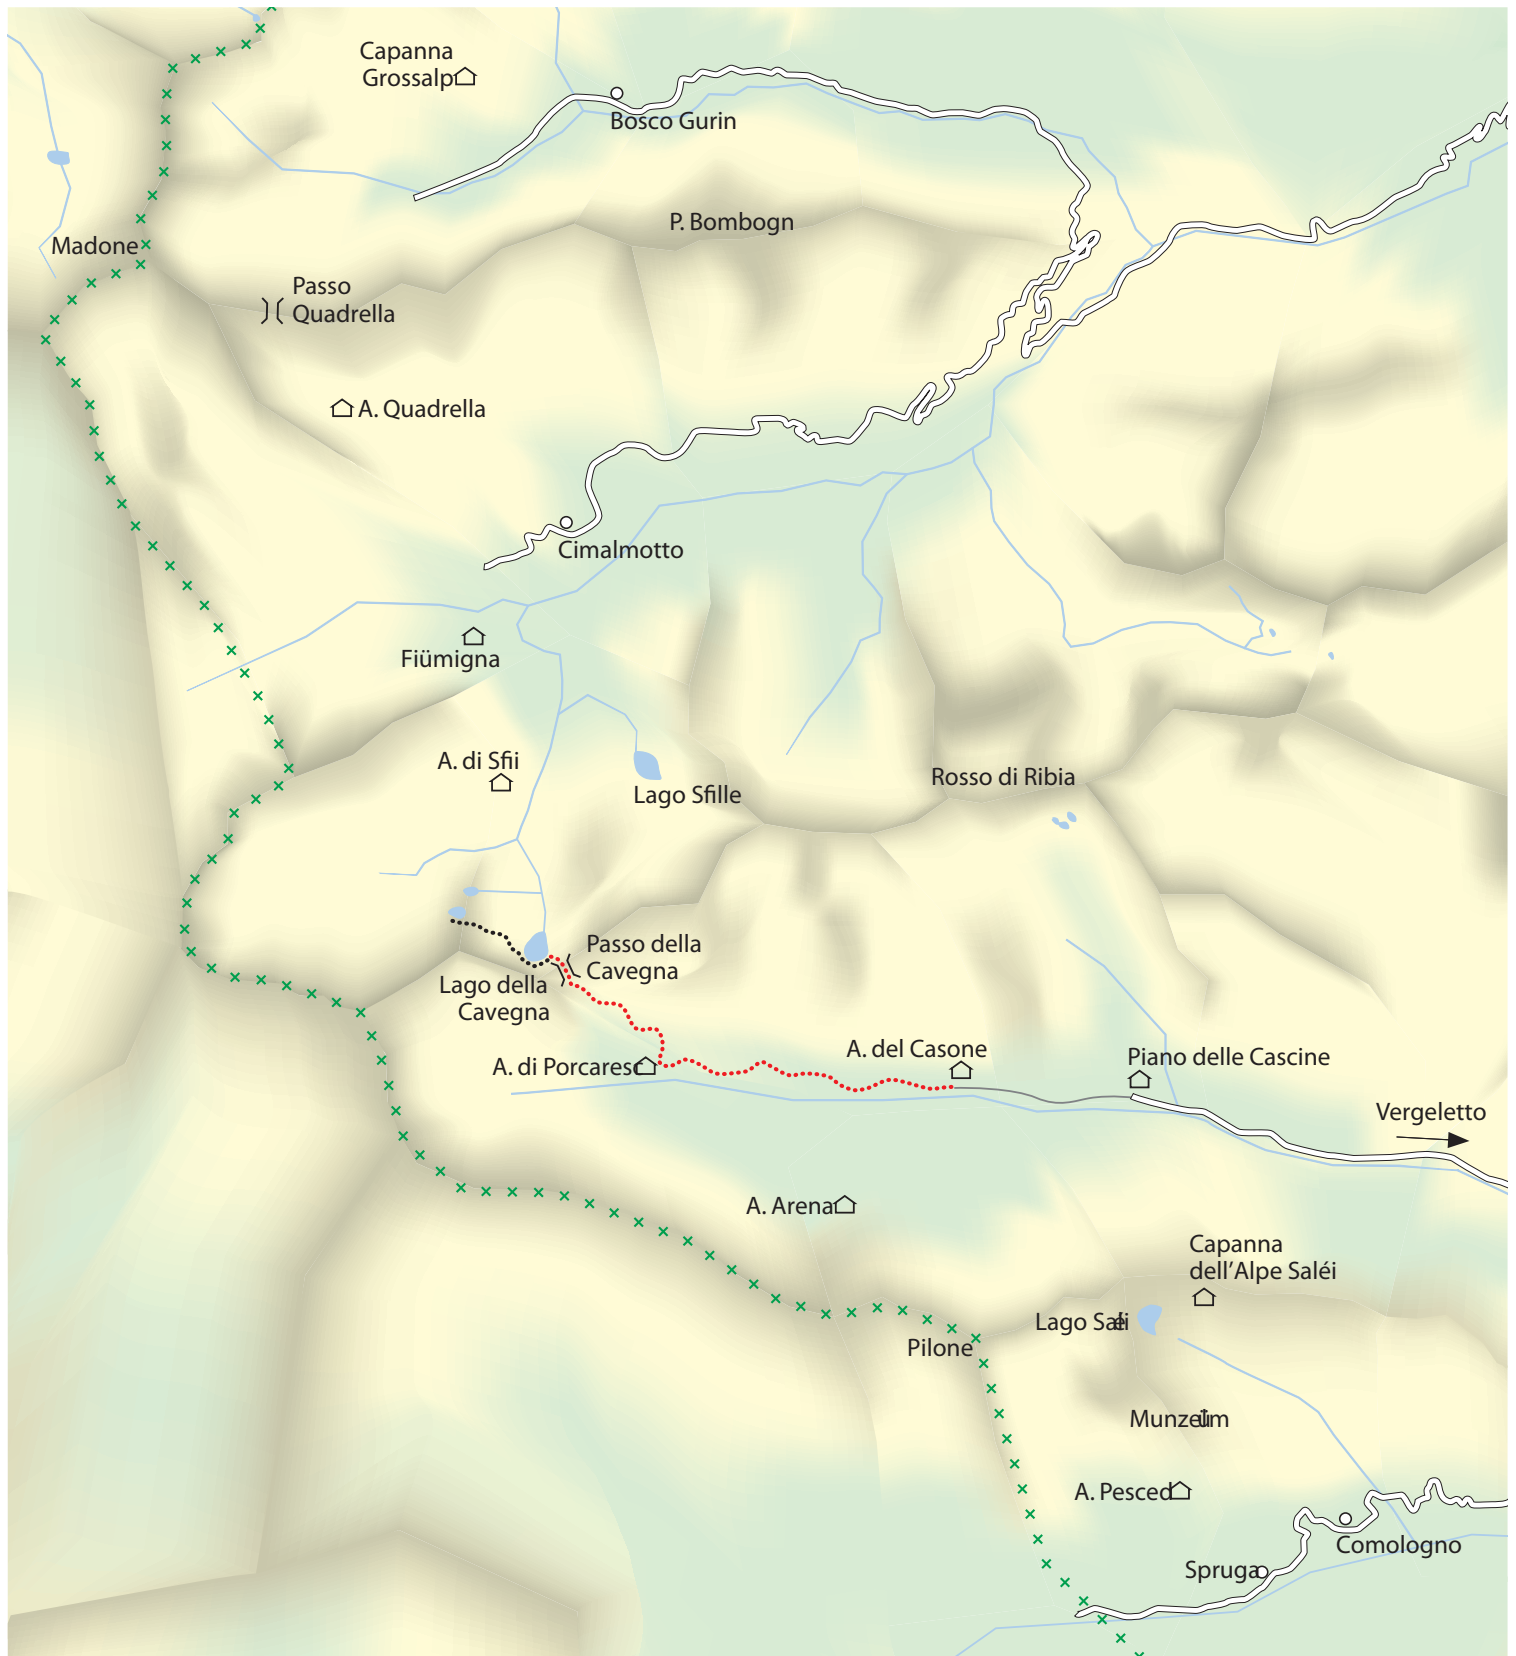 Capanna
Grossalp
Bosco Gurin
P. Bombogn
Madone
Passo
Quadrella
A. Quadrella
Cimalmotto
Fiümigna
A. di Sfii
Lago Sfille
Rosso di Ribia
Passo della
Cavegna
Lago della
Cavegna
A. di Porcaresc
A. del Casone
Piano delle Cascine
Vergeletto
A. Arena
Capanna
dell'Alpe Saléi
Lago Saléi
Pilone
Munzeüm
A. Pesced
Comologno
Spruga